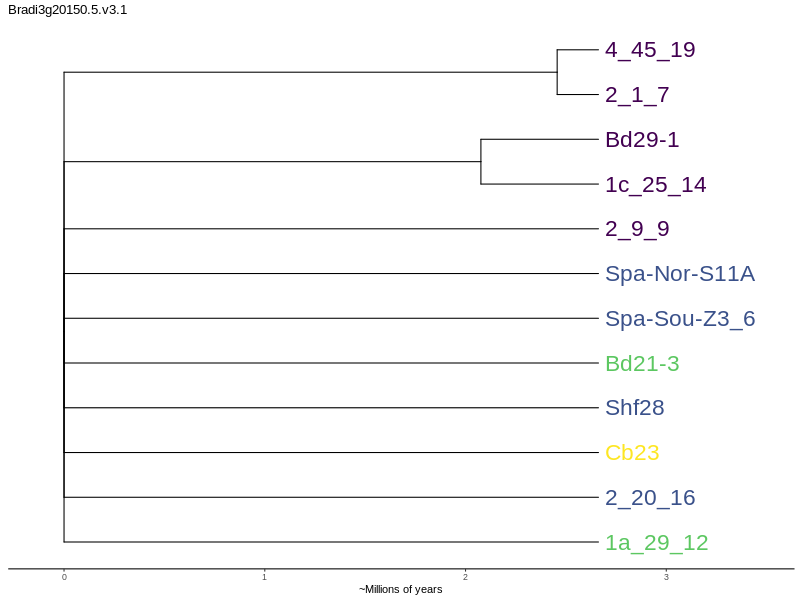 Bradi3g20150.5.v3.1
4_45_19
2_1_7
Bd29-1
1c_25_14
2_9_9
Spa-Nor-S11A
Spa-Sou-Z3_6
Bd21-3
Shf28
Cb23
2_20_16
1a_29_12
0 1 2 3
~Millions of years